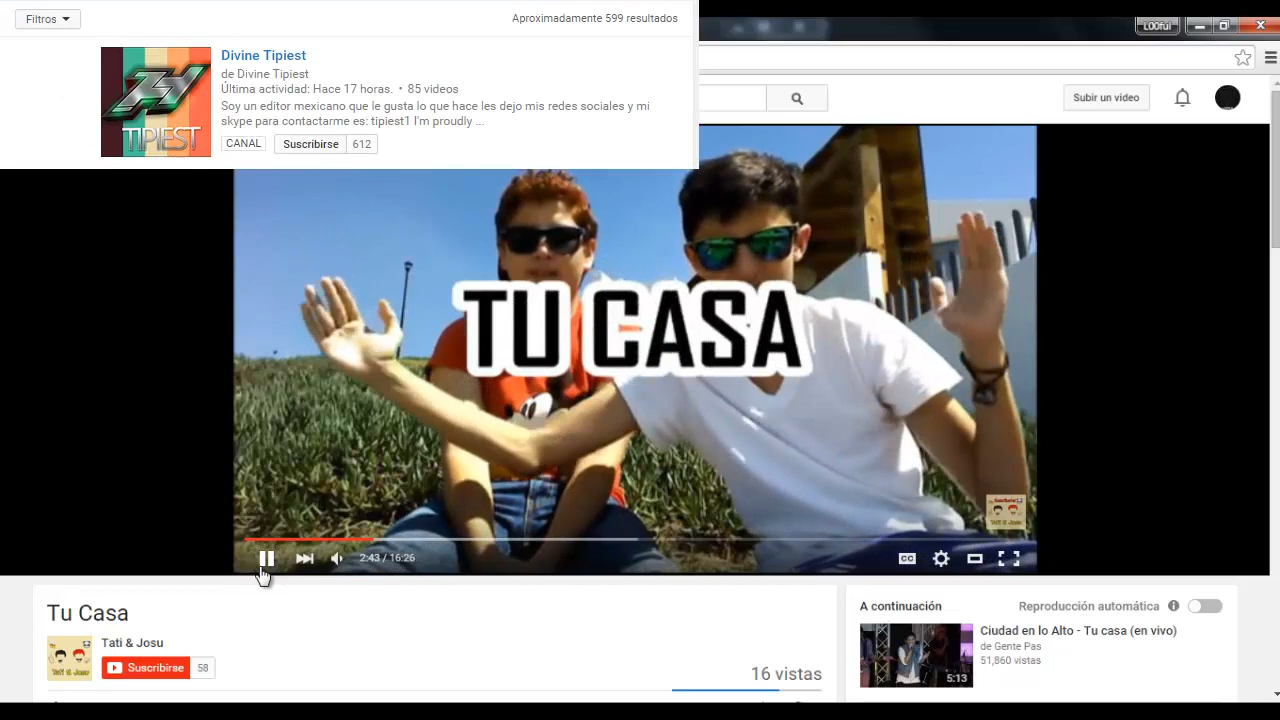 Filtros
Aproximadamente 599 resultados
Divine Tipiest
de Divine Tipiest
Última actividad: Hace 17 horas. • 85 videos
Soy un editor mexicano que le gusta lo que hace les dejo mis redes sociales y mi
skype para contactarme es: tipiest1 I'm proudly ...
CANAL Suscribirse 612
TIPIEST
L00ful
Subir un video
TU CASA
2:43 / 16:26
CC
Tu Casa
Tati & Josu
Suscribirse 58
16 vistas
A continuación
Reproducción automática
Ciudad en lo Alto - Tu casa (en vivo)
de Gente Pas
51,860 vistas
5:13